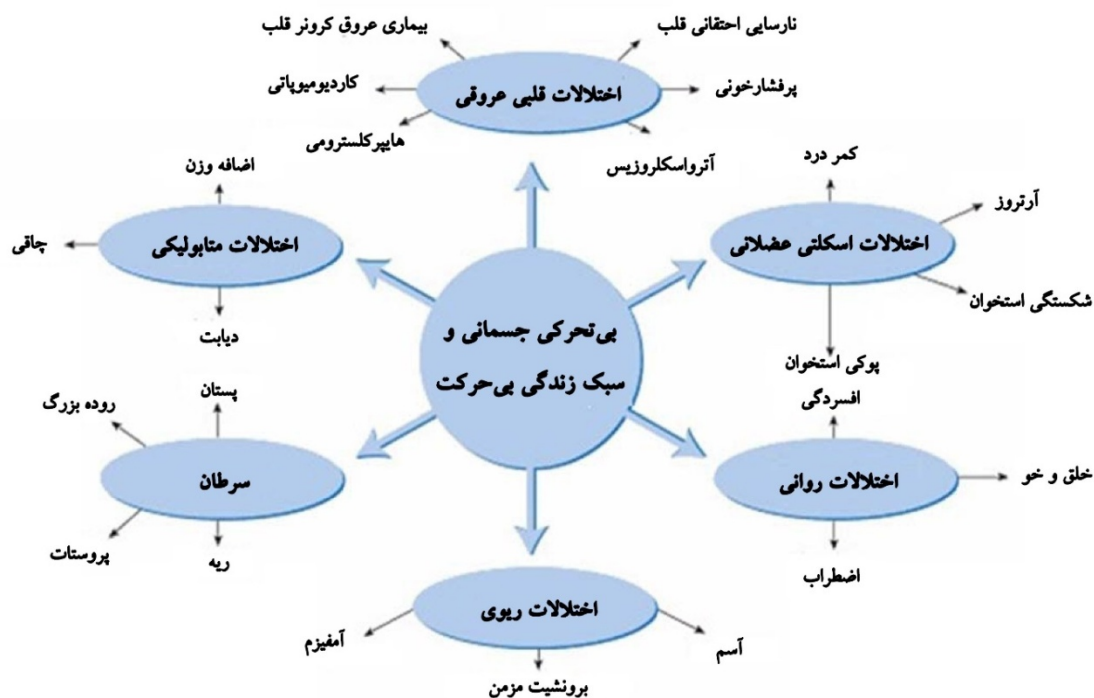 نارسایی احتقانی قلب
بیماری عروق کرونر قلب
اختلالات قلبی عروقی
پرفشارخونی
کاردیومیوپاتی
هایپرکلسترومی
آترواسکلروزیس
کمر درد
آرتروز
اختلالات اسکلتی عضلانی
شکستگی استخوان
پوکی استخوان
اضافه وزن
اختلالات متابولیکی
چاقی
دیابت
بی‌تحرکی جسمانی و
سبک زندگی بی‌حرکت
افسردگی
اختلالات روانی
خلق و خو
اضطراب
پستان
روده بزرگ
سرطان
پروستات
ریه
اختلالات ریوی
آسم
برونشیت مزمن
آمفیزم